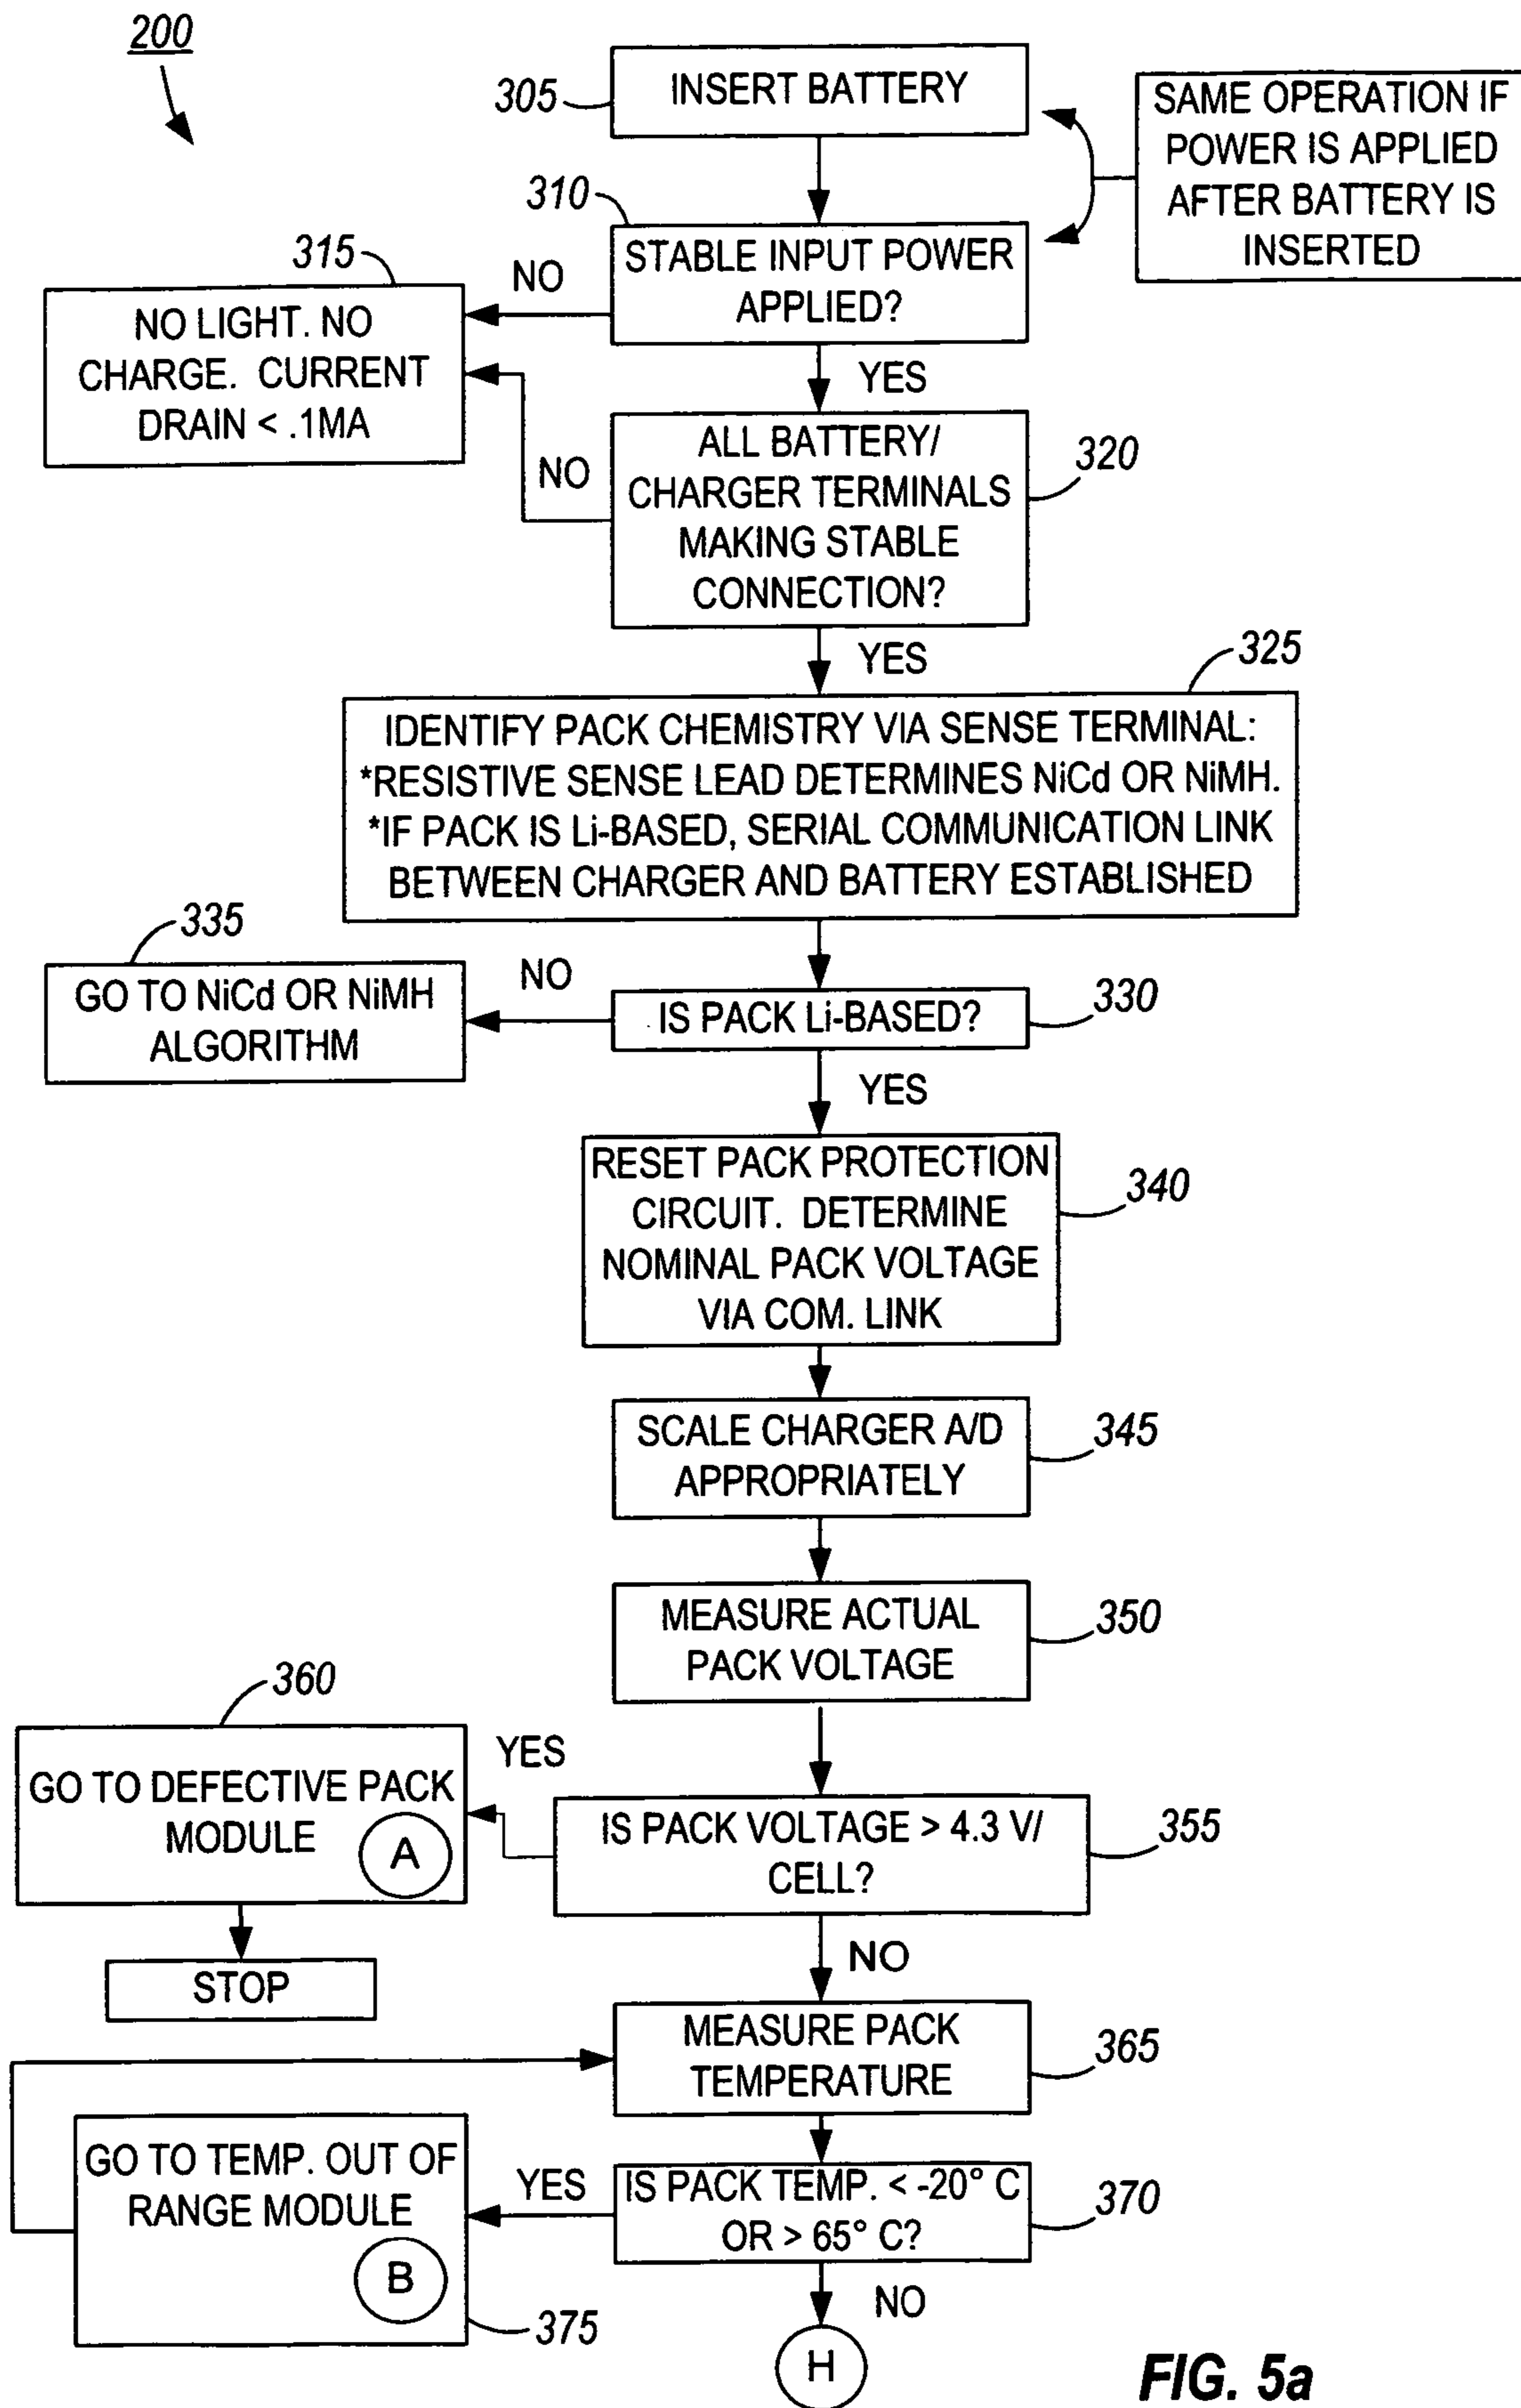 200
INSERT BATTERY
305
SAME OPERATION IF
POWER IS APPLIED
AFTER BATTERY IS
INSERTED
310
STABLE INPUT POWER
APPLIED?
315
NO
NO LIGHT. NO
CHARGE. CURRENT
DRAIN < .1MA
YES
ALL BATTERY/
CHARGER TERMINALS
MAKING STABLE
CONNECTION?
320
NO
YES
325
IDENTIFY PACK CHEMISTRY VIA SENSE TERMINAL:
*RESISTIVE SENSE LEAD DETERMINES NiCd OR NiMH.
*IF PACK IS Li-BASED, SERIAL COMMUNICATION LINK
BETWEEN CHARGER AND BATTERY ESTABLISHED
335
NO
GO TO NiCd OR NiMH
ALGORITHM
IS PACK Li-BASED?
330
YES
RESET PACK PROTECTION
CIRCUIT. DETERMINE
NOMINAL PACK VOLTAGE
VIA COM. LINK
340
SCALE CHARGER A/D
APPROPRIATELY
345
MEASURE ACTUAL
PACK VOLTAGE
350
360
YES
GO TO DEFECTIVE PACK
MODULE
A
IS PACK VOLTAGE > 4.3 V/
CELL?
355
STOP
NO
MEASURE PACK
TEMPERATURE
365
GO TO TEMP. OUT OF
RANGE MODULE
B
YES
IS PACK TEMP. < -20° C
OR > 65° C?
370
375
NO
H
FIG. 5a